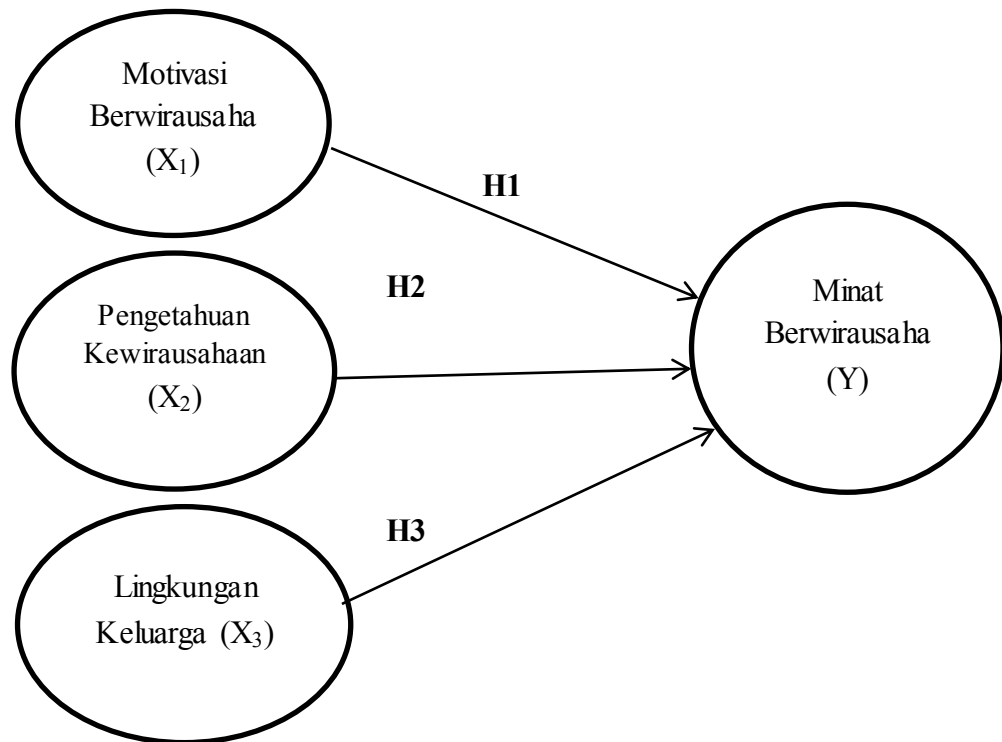 Motivasi
Berwirausaha
(X₁)
H1
Pengetahuan
Kewirausahaan
(X₂)
H2
Lingkungan
Keluarga (X₃)
H3
Minat
Berwirausaha
(Y)